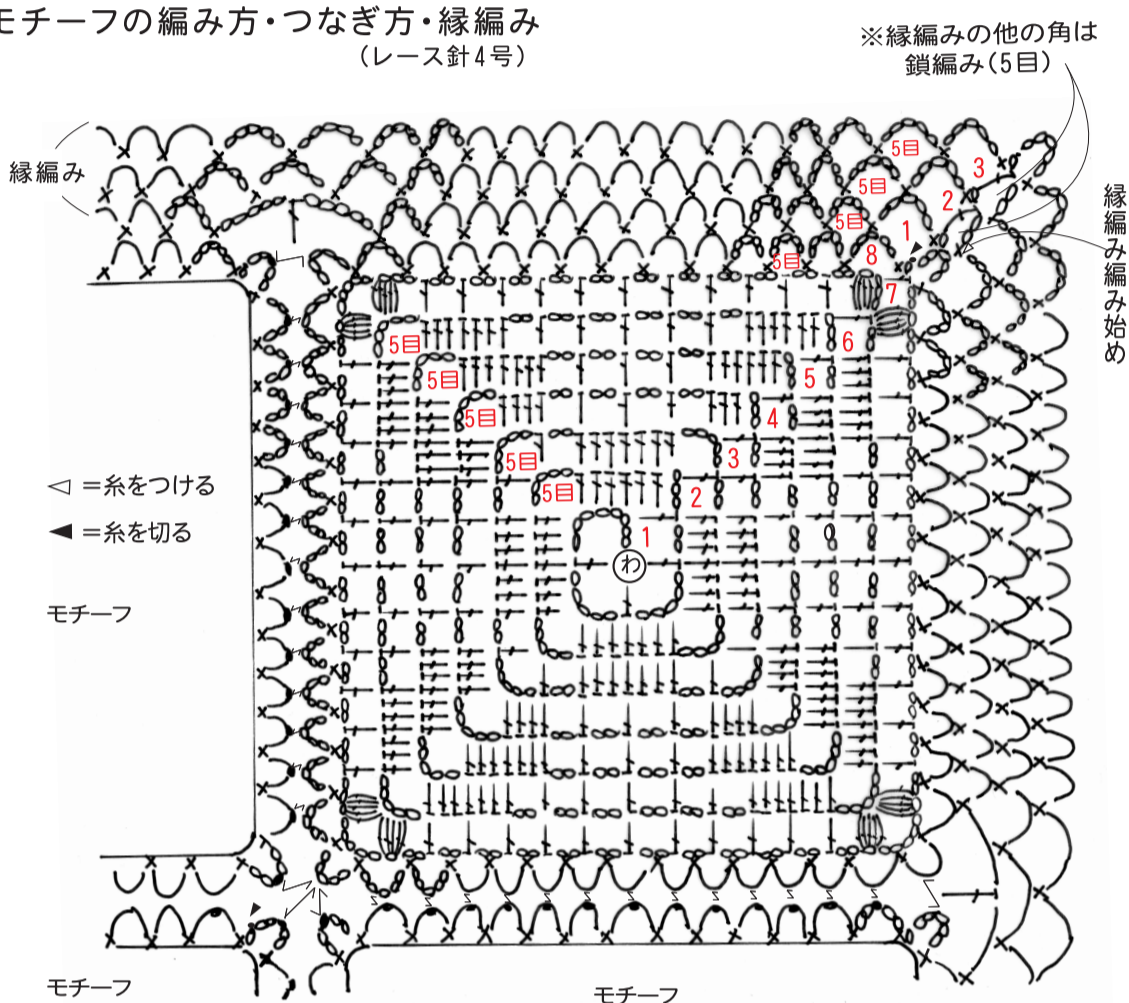 モチーフの編み方・つなぎ方・縁編み
(レース針4号)
※縁編みの他の角は
鎖編み(5目)
縁編み
縁編み編み始め
5目
3
5目
2
5目
1
5目
8
7
5目
6
5目
5
5目
4
5目
3
5目
2
1
わ
◁ =糸をつける
◀ =糸を切る
モチーフ
モチーフ
モチーフ